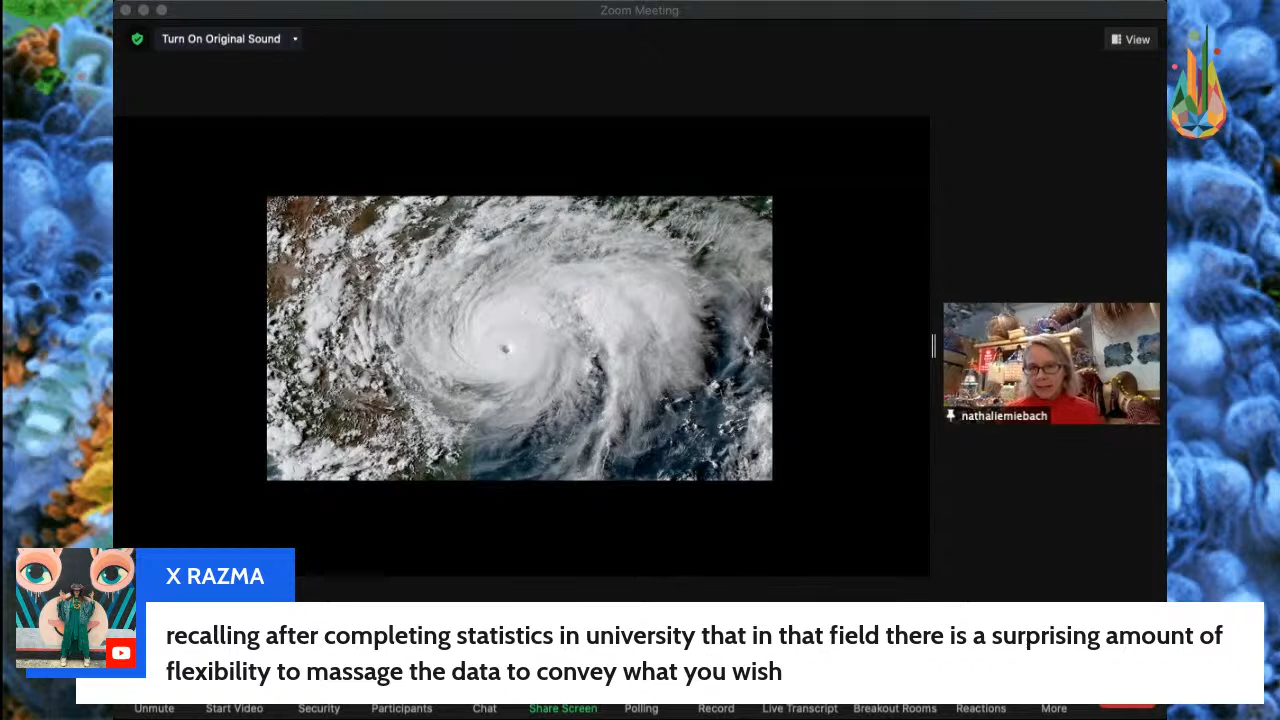 Zoom Meeting
Turn On Original Sound
View
nathaliemiebach
X RAZMA
recalling after completing statistics in university that in that field there is a surprising amount of
flexibility to massage the data to convey what you wish
Unmute Start Video Security Participants Chat Share Screen Polling Record Live Transcript Breakout Rooms Reactions More